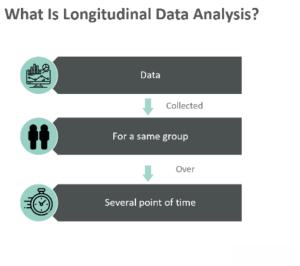 What Is Longitudinal Data Analysis?
Data
Collected
For a same group
Over
Several point of time